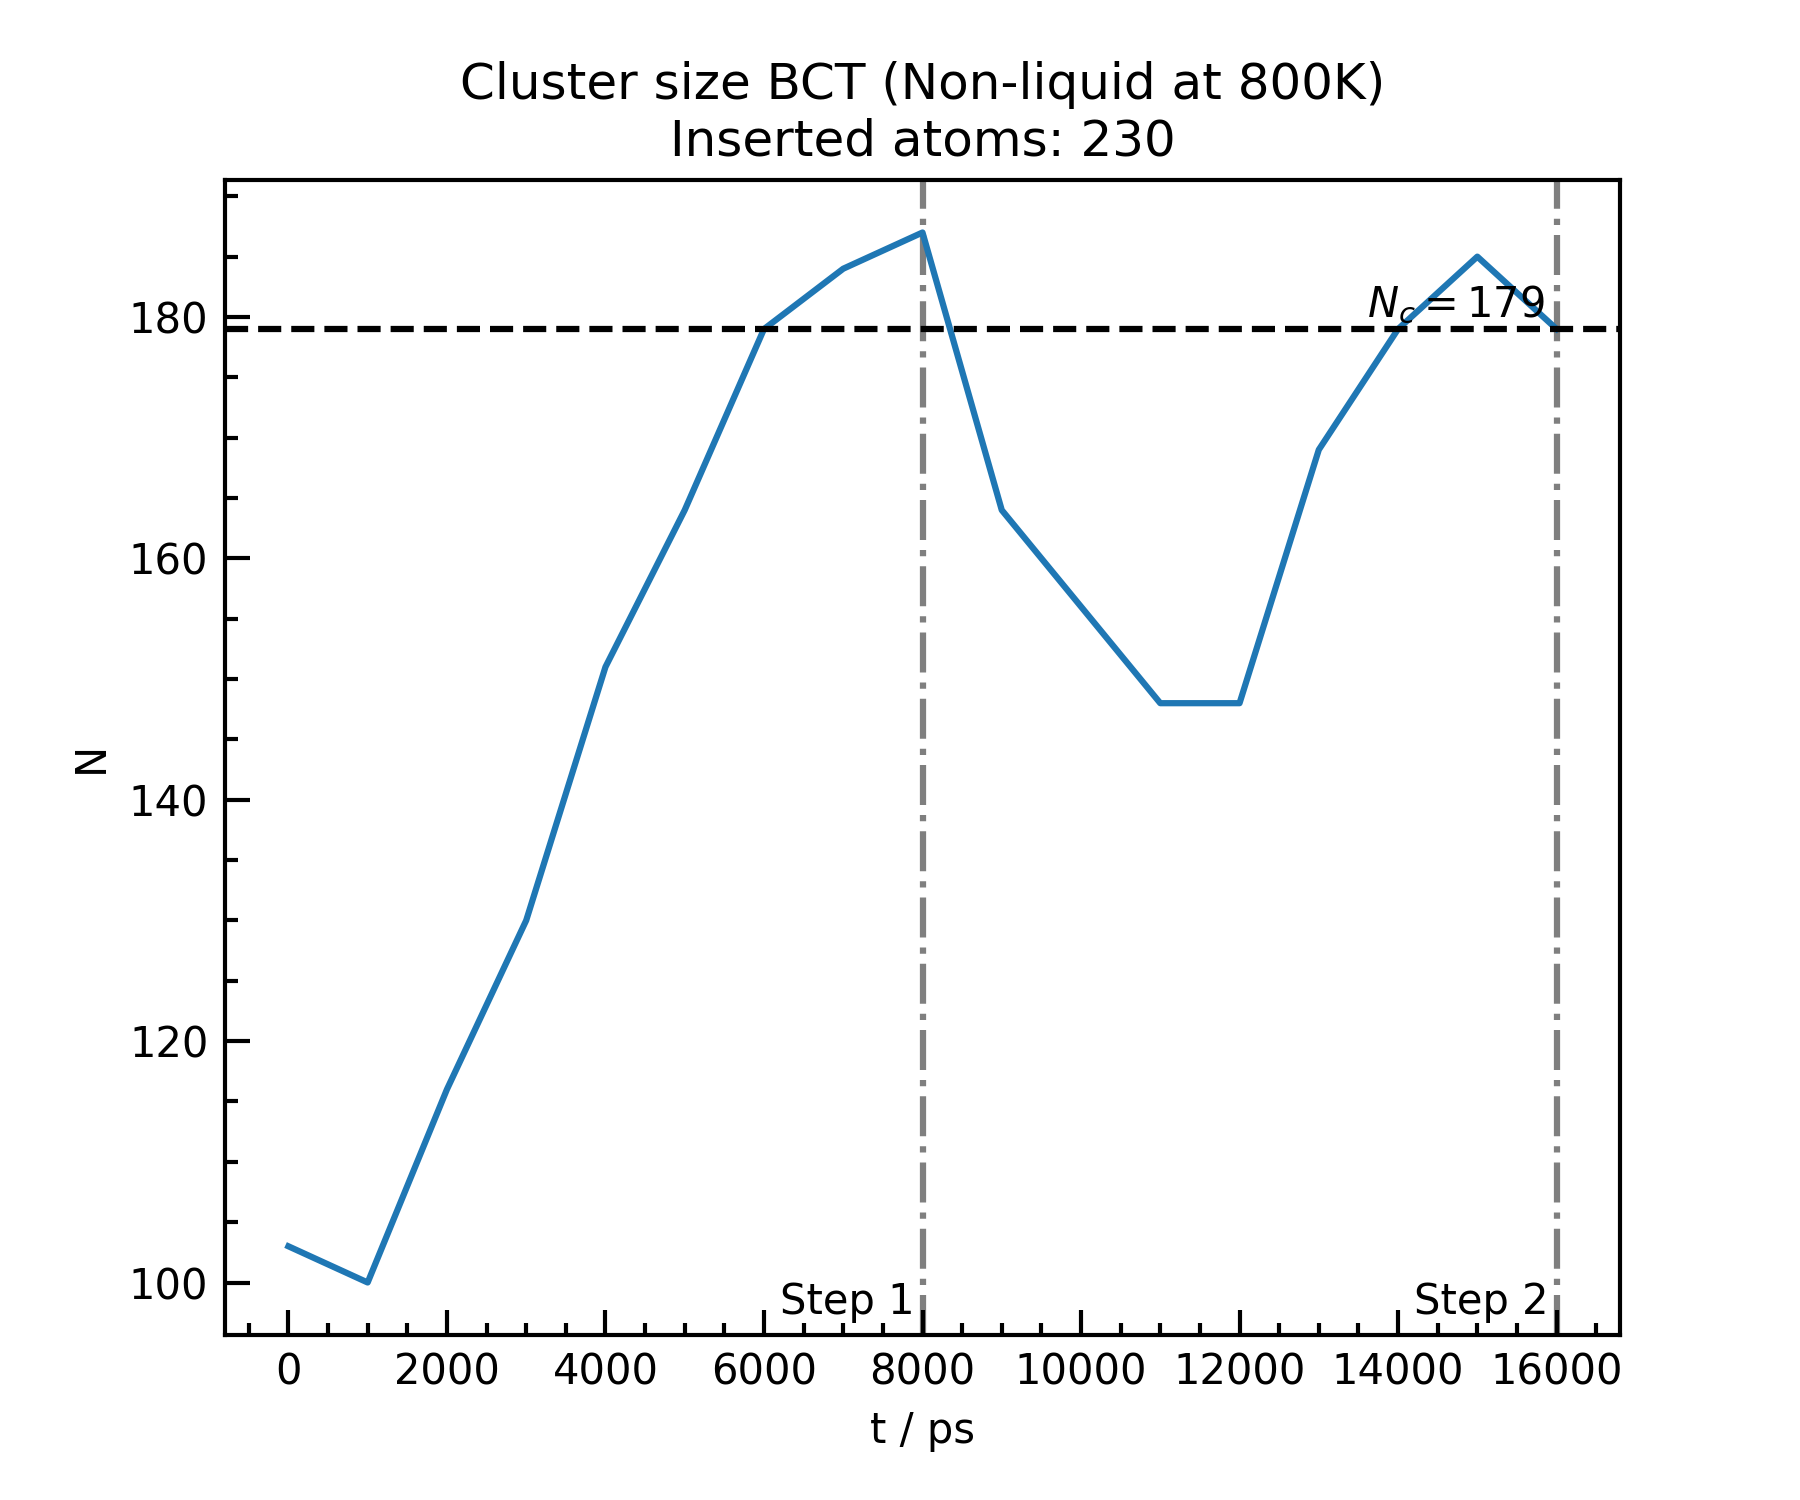 Cluster size BCT (Non-liquid at 800K)
Inserted atoms: 230
180
160
140
120
100
N
N_c = 179
Step 1
Step 2
0 2000 4000 6000 8000 10000 12000 14000 16000
t / ps